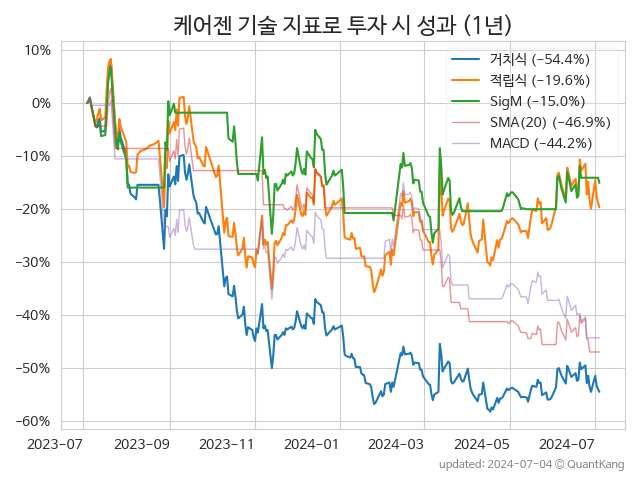 케어젠 기술 지표로 투자 시 성과 (1년)
10%
0%
−10%
−20%
−30%
−40%
−50%
−60%
거치식 (−54.4%)
적립식 (−19.6%)
SigM (−15.0%)
SMA(20) (−46.9%)
MACD (−44.2%)
2023−07 2023−09 2023−11 2024−01 2024−03 2024−05 2024−07
updated: 2024−07−04 ⓒ QuantKang